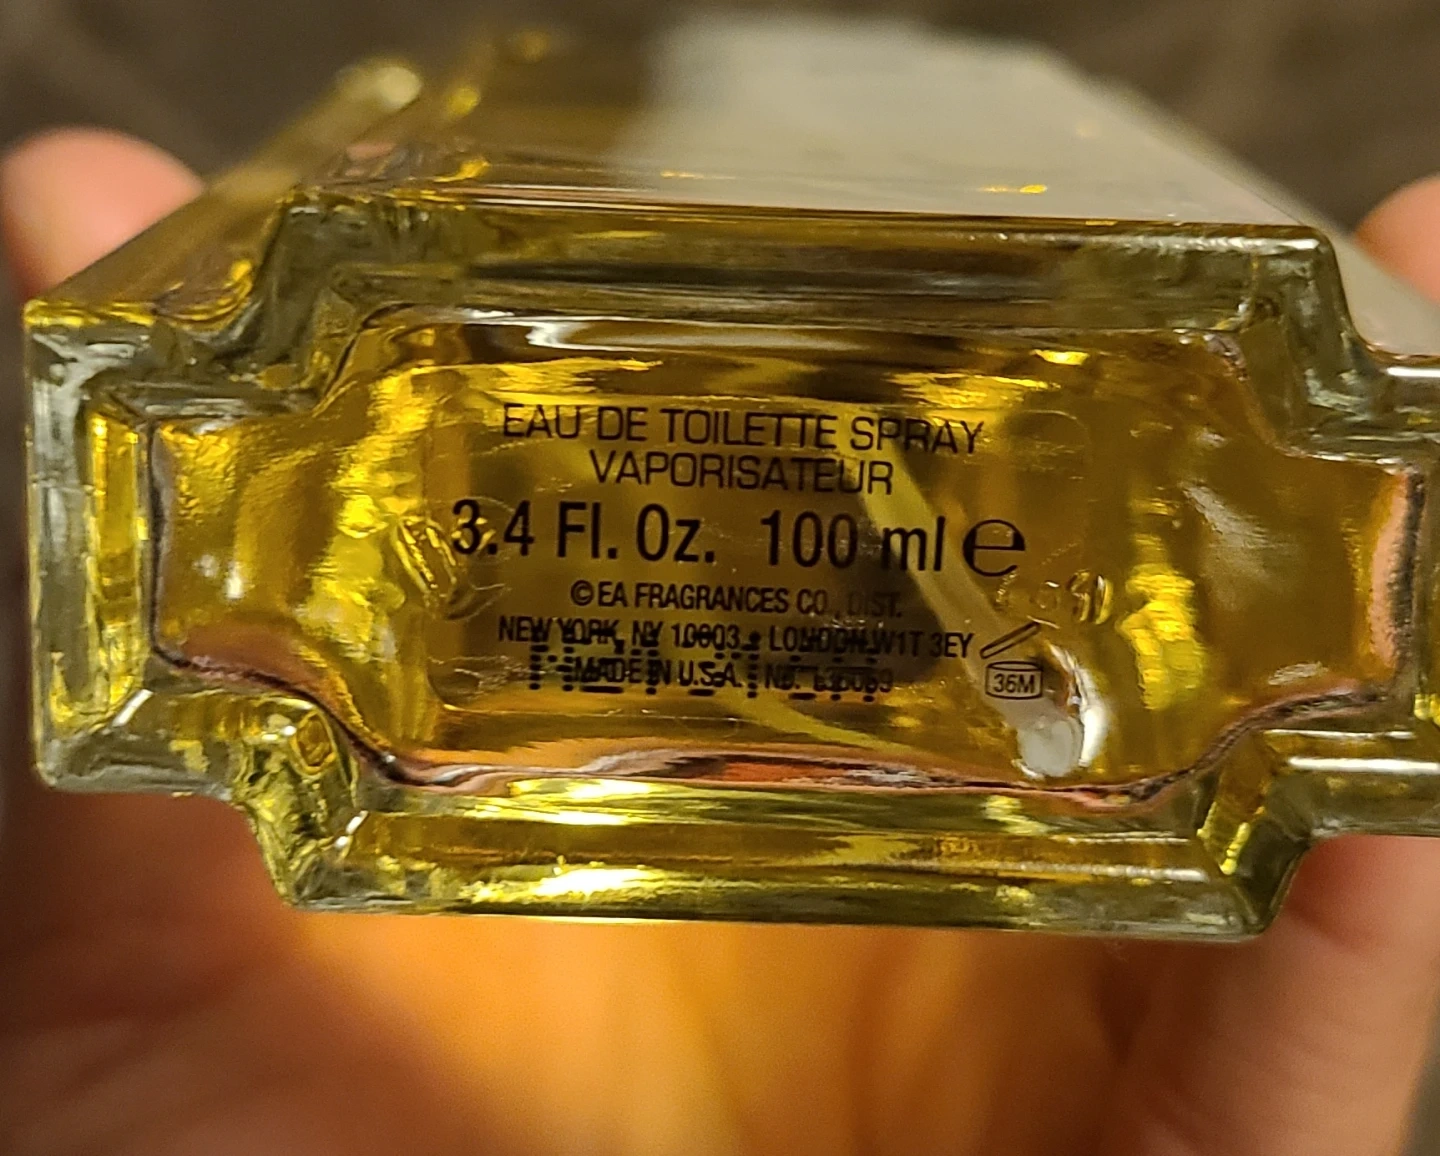 EAU DE TOILETTE SPRAY
VAPORISATEUR
3.4 Fl. Oz. 100 ml e
© EA FRAGRANCES CO., DIST.
NEW YORK, NY 10003 • LONDON W1T 3EY
36M
MADE IN U.S.A. NO.